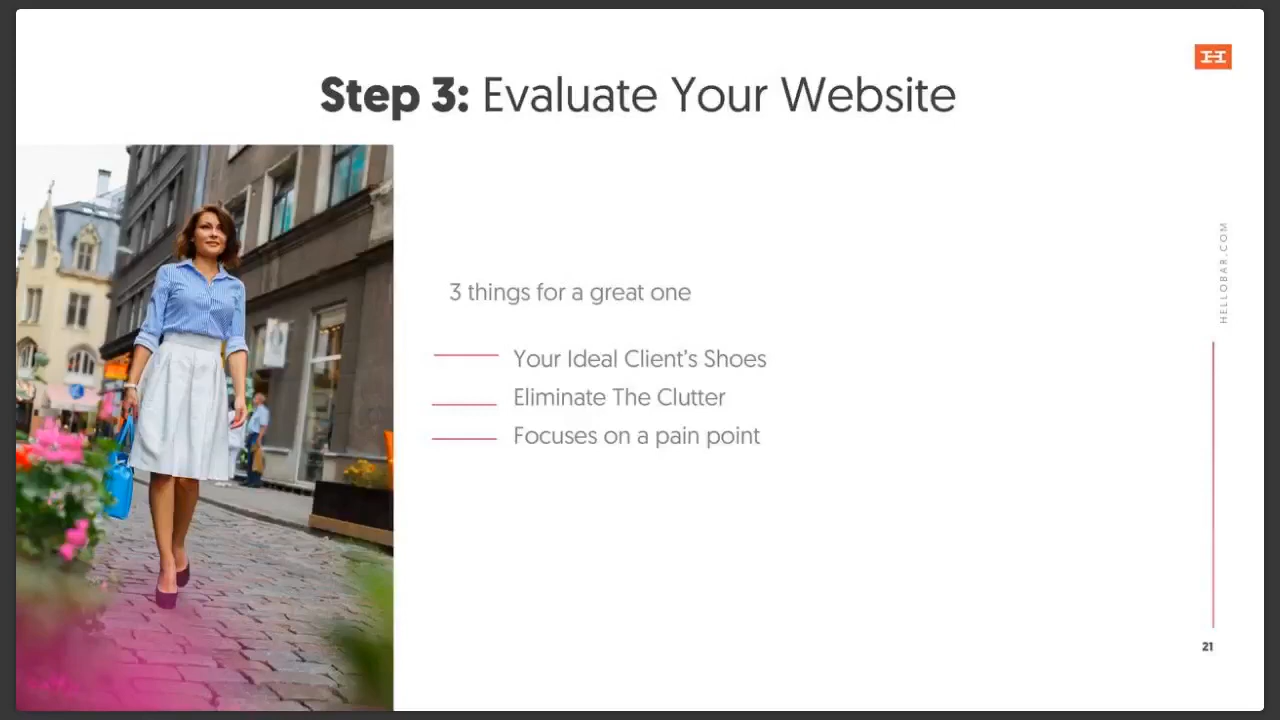 Step 3: Evaluate Your Website
3 things for a great one
Your Ideal Client's Shoes
Eliminate The Clutter
Focuses on a pain point
HELLOBAR.COM
21